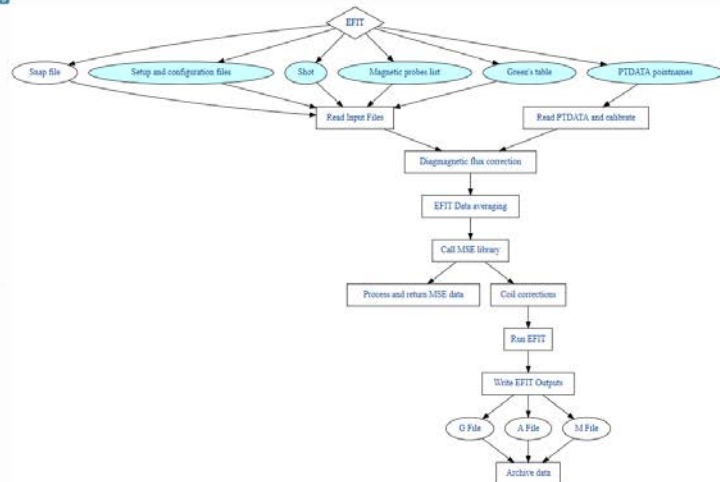 EFIT
Snap file
Setup and configuration files
Shot
Magnetic probes list
Green's table
PTDATA pointnames
Read Input Files
Read PTDATA and calibrate
Diagmagnetic flux correction
EFIT Data averaging
Call MSE library
Process and return MSE data
Coil corrections
Run EFIT
Write EFIT Outputs
G File
A File
M File
Archive data